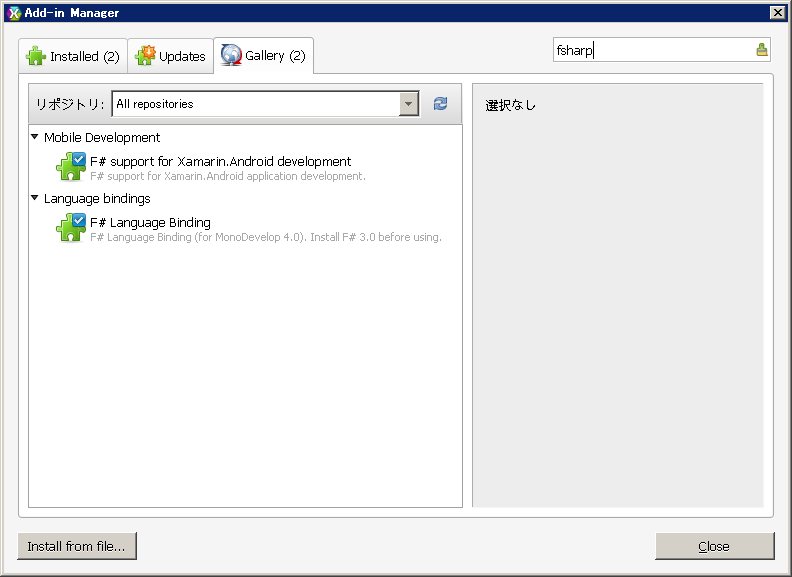 Add-in Manager
Installed (2)
Updates
Gallery (2)
fsharp
リポジトリ:
All repositories
選択なし
Mobile Development
F# support for Xamarin.Android development
F# support for Xamarin.Android application development.
Language bindings
F# Language Binding
F# Language Binding (for MonoDevelop 4.0). Install F# 3.0 before using.
Install from file...
Close